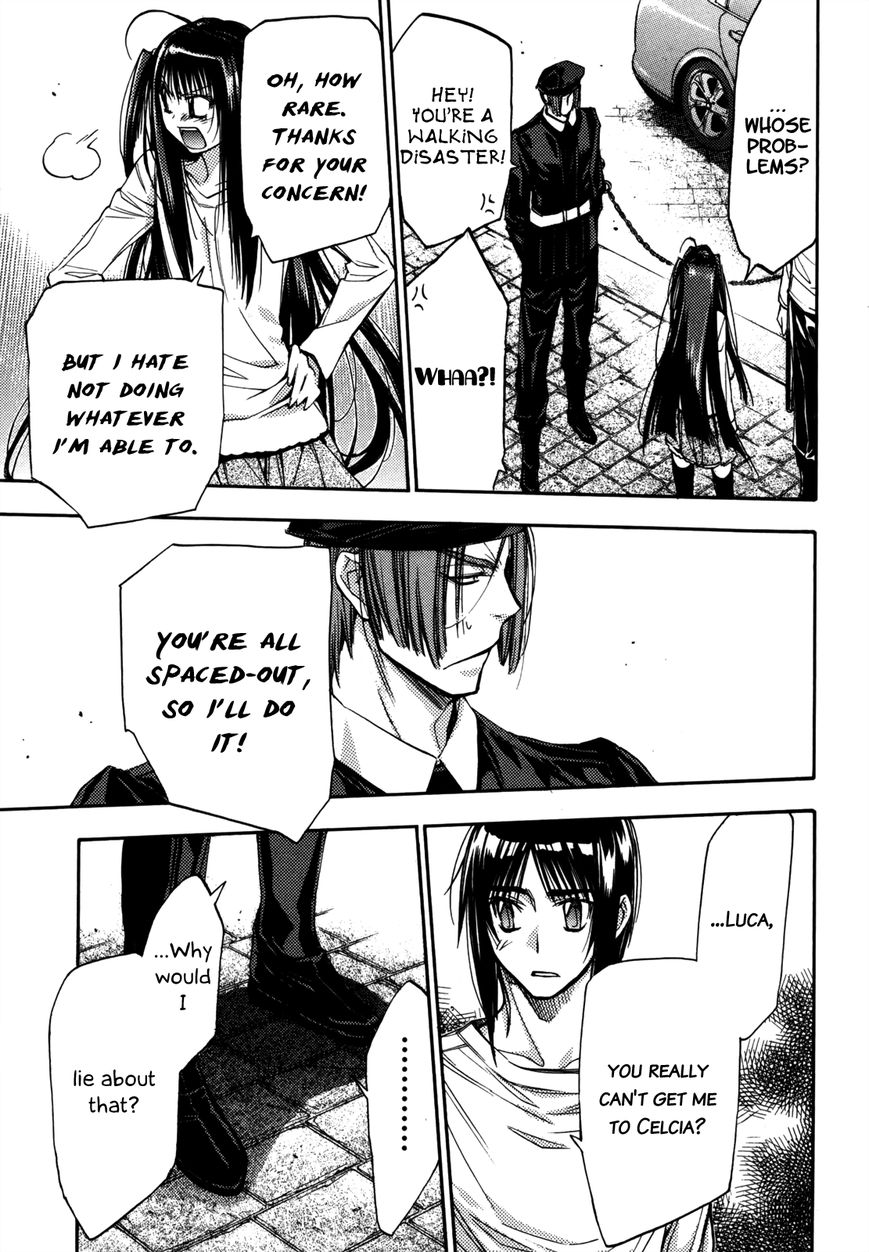 ...
WHOSE
PROB-
LEMS?
HEY!
YOU'RE A
WALKING
DISASTER!
WHAA?!
OH, HOW
RARE.
THANKS
FOR YOUR
CONCERN!
BUT I HATE
NOT DOING
WHATEVER
I'M ABLE TO.
YOU'RE ALL
SPACED-OUT,
SO I'LL DO
IT!
...LUCA,
YOU REALLY
CAN'T GET ME
TO CELCIA?
.........
...Why
would
I
lie about
that?